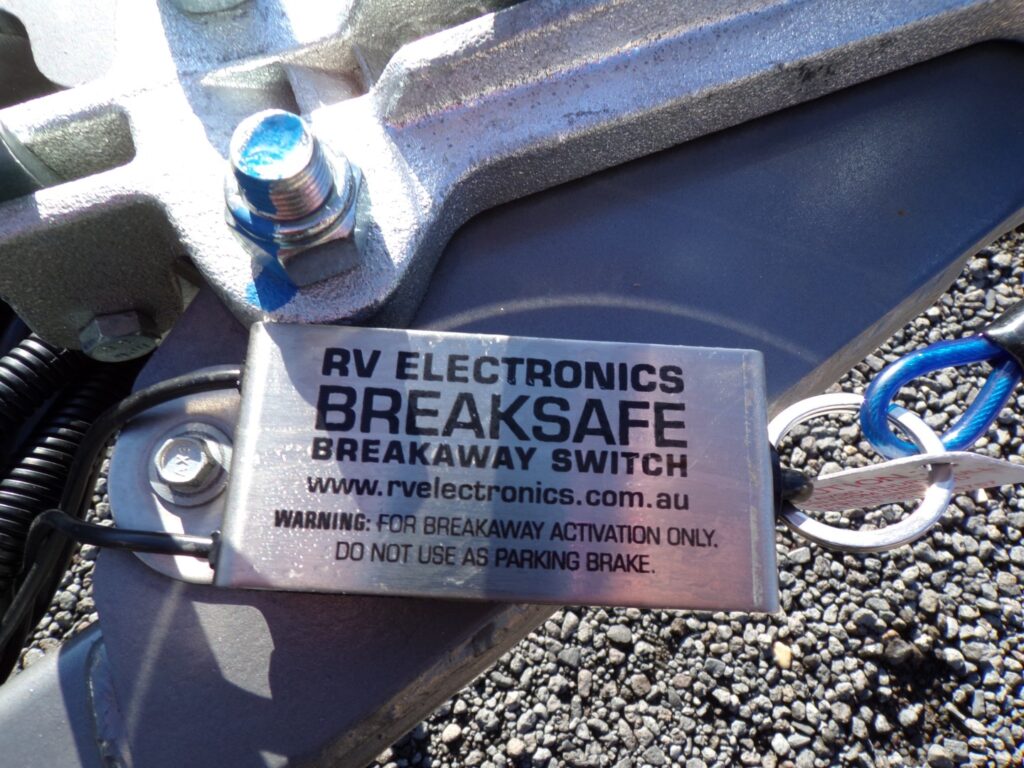 RV ELECTRONICS
BREAKSAFE
BREAKAWAY SWITCH
www.rvelectronics.com.au
WARNING: FOR BREAKAWAY ACTIVATION ONLY.
DO NOT USE AS PARKING BRAKE.